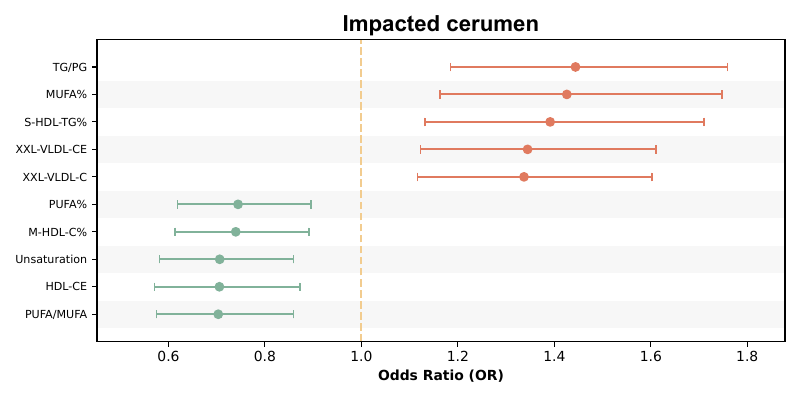 Impacted cerumen
TG/PG
MUFA%
S-HDL-TG%
XXL-VLDL-CE
XXL-VLDL-C
PUFA%
M-HDL-C%
Unsaturation
HDL-CE
PUFA/MUFA
0.6 0.8 1.0 1.2 1.4 1.6 1.8
Odds Ratio (OR)